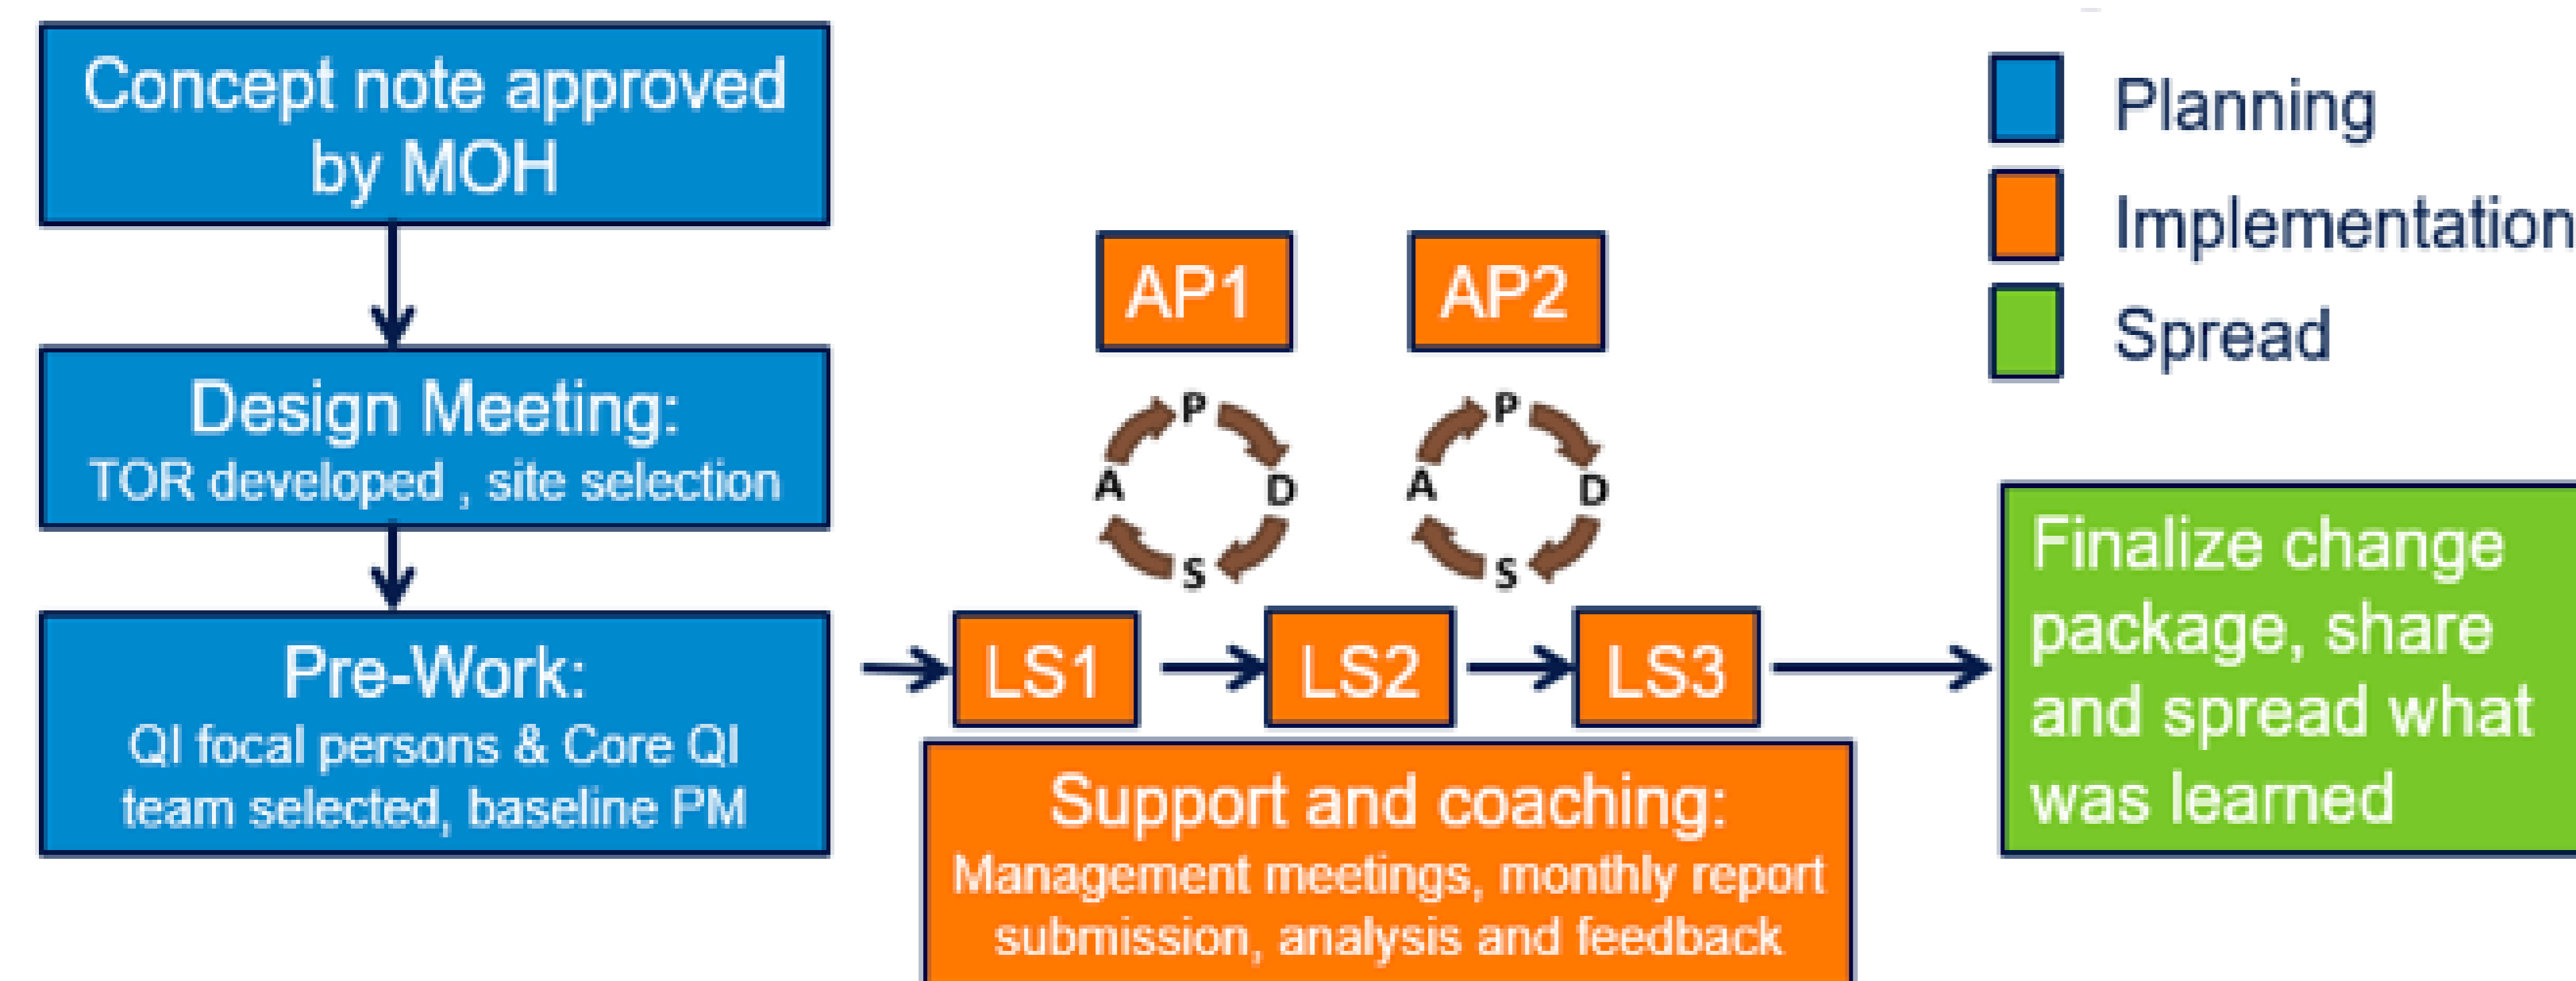 Concept note approved
by MOH
Design Meeting:
TOR developed , site selection
Pre-Work:
QI focal persons & Core QI
team selected, baseline PM
AP1
AP2
P
D
S
A
P
D
S
A
LS1
LS2
LS3
Support and coaching:
Management meetings, monthly report
submission, analysis and feedback
Planning
Implementation
Spread
Finalize change
package, share
and spread what
was learned